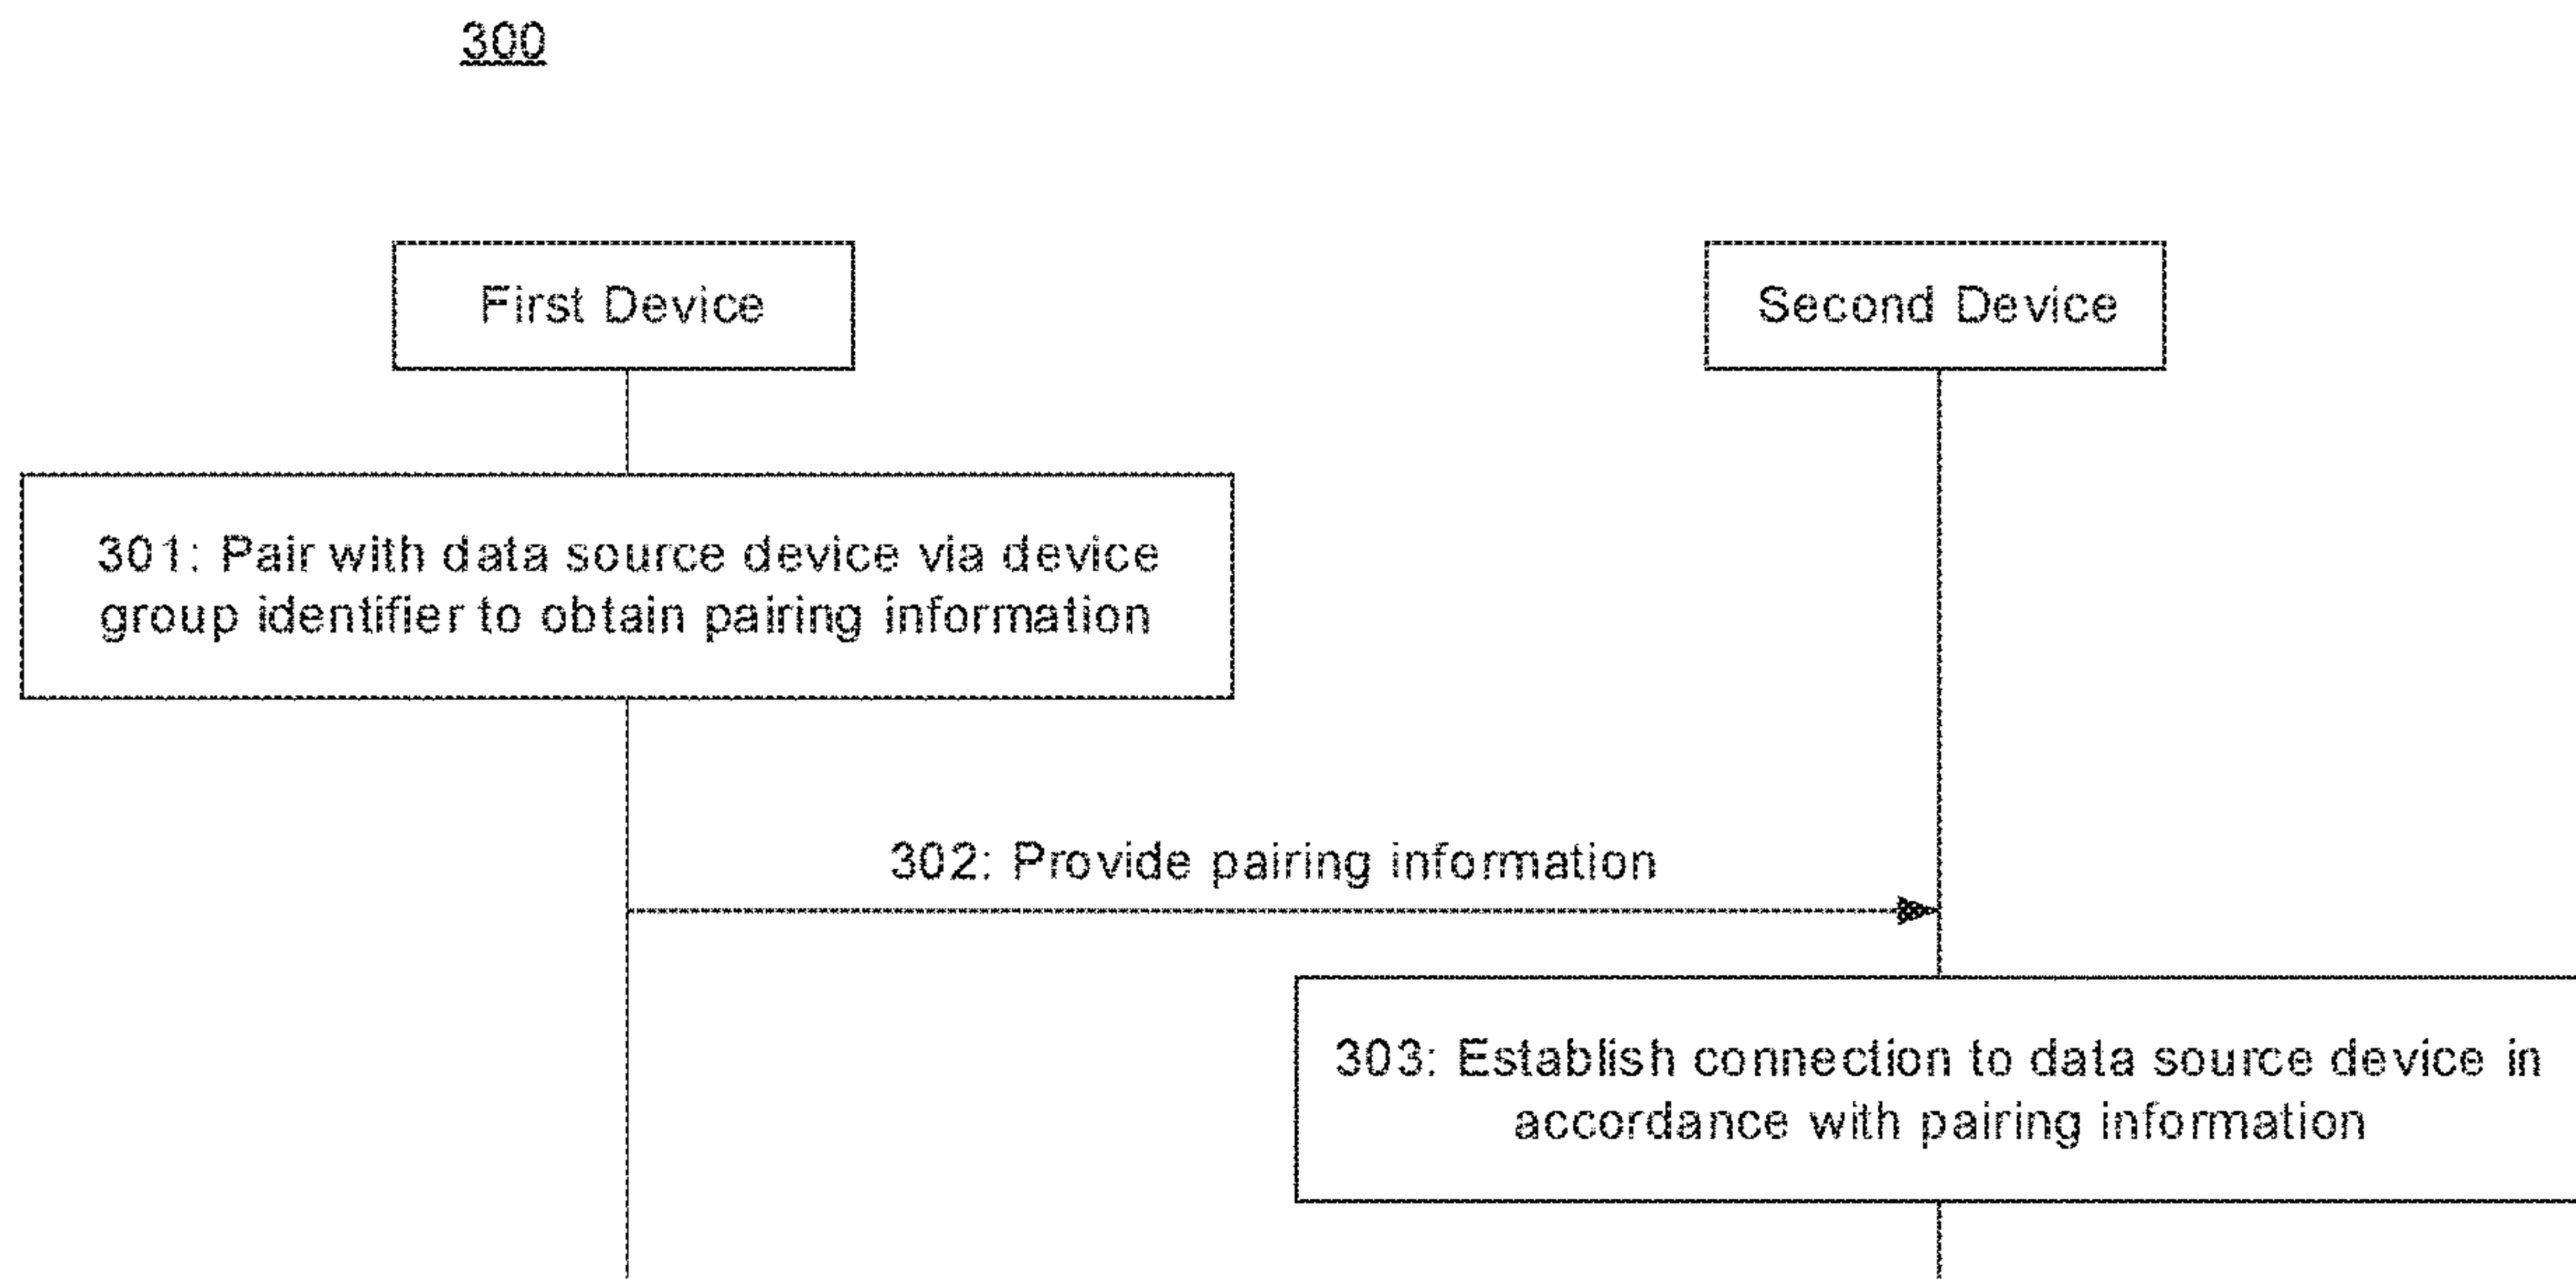 300
First Device
Second Device
301: Pair with data source device via device
group identifier to obtain pairing information
302: Provide pairing information
303: Establish connection to data source device in
accordance with pairing information